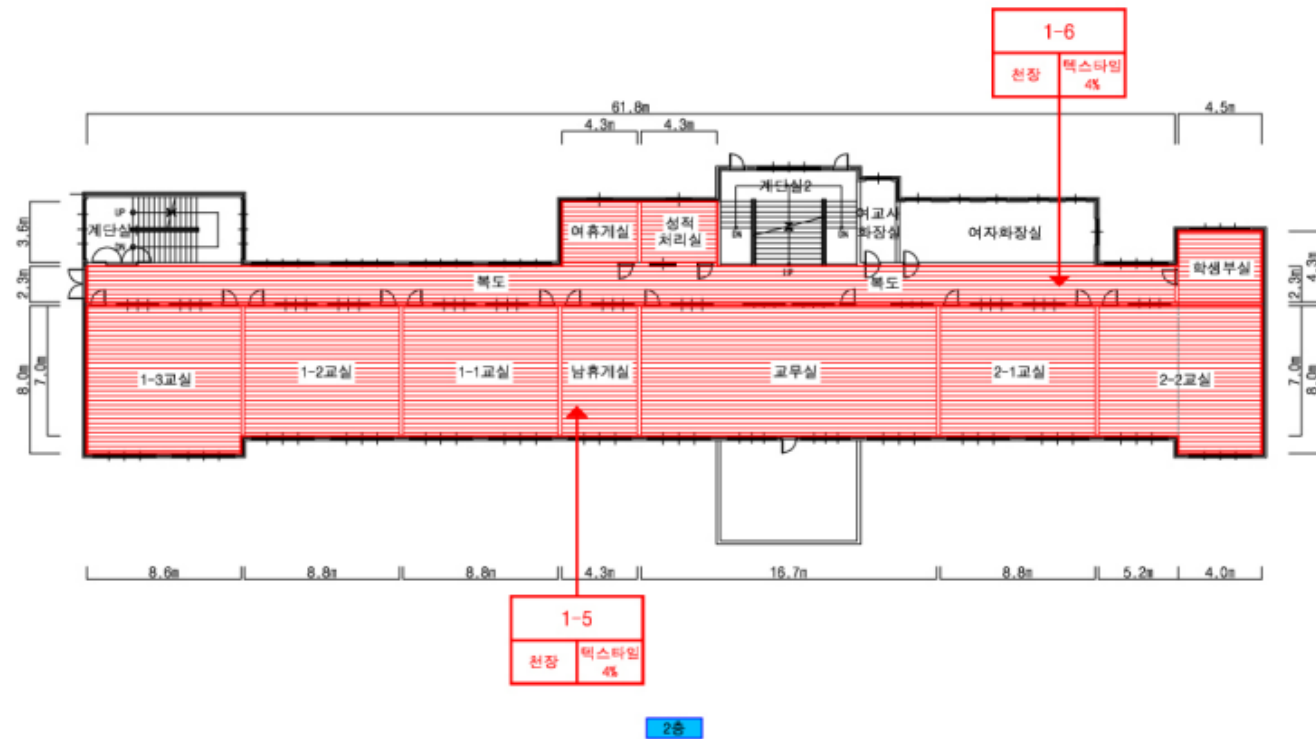 1-6
천장
텍스타일
4%
61.8m
4.5m
4.3m
4.3m
계단실2
UP
계단실
DN
3.6m
여휴게실
성적
처리실
DN
DN
여교사
화장실
여자화장실
UP
학생부실
4.3m
2.3m
2.3m
복도
복도
8.0m
7.0m
1-3교실
1-2교실
1-1교실
남휴게실
교무실
2-1교실
2-2교실
7.0m
8.0m
8.6m
8.8m
8.8m
4.3m
16.7m
8.8m
5.2m
4.0m
1-5
천장
텍스타일
4%
2층